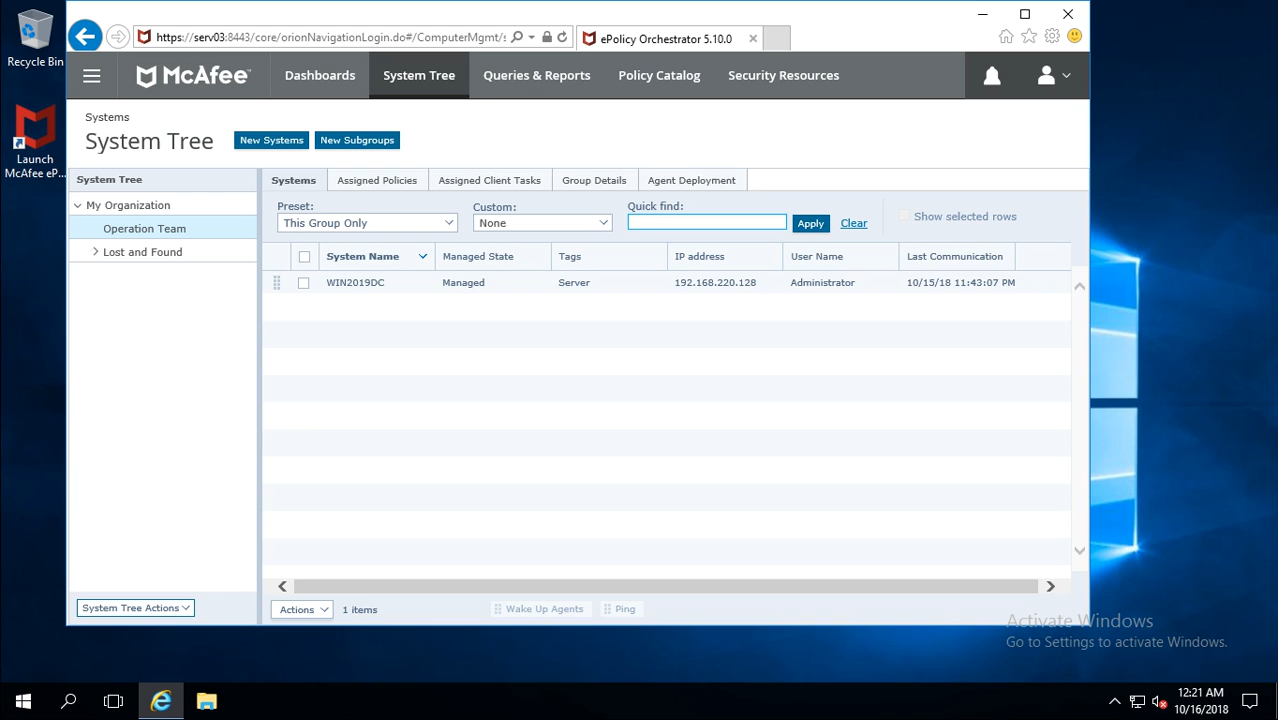 Recycle Bin
Launch
McAfee eP...
https://serv03:8443/core/orionNavigationLogin.do#/ComputerMgmt/s
ePolicy Orchestrator 5.10.0
McAfee™
Dashboards
System Tree
Queries & Reports
Policy Catalog
Security Resources
Systems
System Tree
New Systems
New Subgroups
System Tree
My Organization
Operation Team
Lost and Found
System Tree Actions
Systems
Assigned Policies
Assigned Client Tasks
Group Details
Agent Deployment
Preset:
This Group Only
Custom:
None
Quick find:
Apply
Clear
Show selected rows
System Name
Managed State
Tags
IP address
User Name
Last Communication
WIN2019DC
Managed
Server
192.168.220.128
Administrator
10/15/18 11:43:07 PM
Actions
1 items
Wake Up Agents
Ping
Activate Windows
Go to Settings to activate Windows.
12:21 AM
10/16/2018